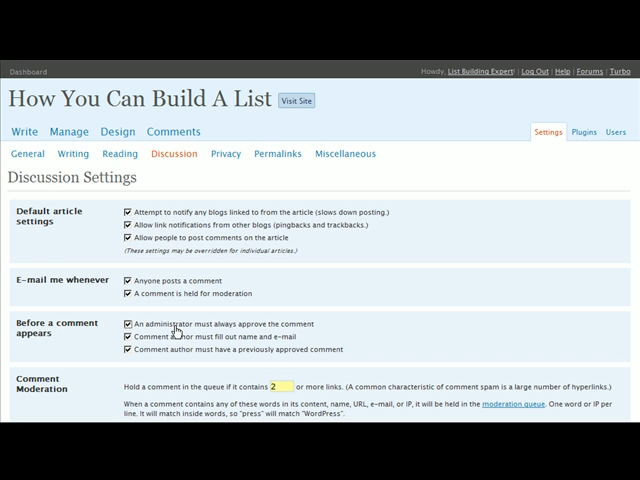 Dashboard
Howdy, List Building Expert! | Log Out | Help | Forums | Turbo
How You Can Build A List
Visit Site
Write Manage Design Comments
Settings Plugins Users
General Writing Reading Discussion Privacy Permalinks Miscellaneous
Discussion Settings
Default article
settings
Attempt to notify any blogs linked to from the article (slows down posting.)
Allow link notifications from other blogs (pingbacks and trackbacks.)
Allow people to post comments on the article
(These settings may be overridden for individual articles.)
E-mail me whenever
Anyone posts a comment
A comment is held for moderation
Before a comment
appears
An administrator must always approve the comment
Comment author must fill out name and e-mail
Comment author must have a previously approved comment
Comment
Moderation
Hold a comment in the queue if it contains 2 or more links. (A common characteristic of comment spam is a large number of hyperlinks.)
When a comment contains any of these words in its content, name, URL, e-mail, or IP, it will be held in the moderation queue. One word or IP per
line. It will match inside words, so "press" will match "WordPress".